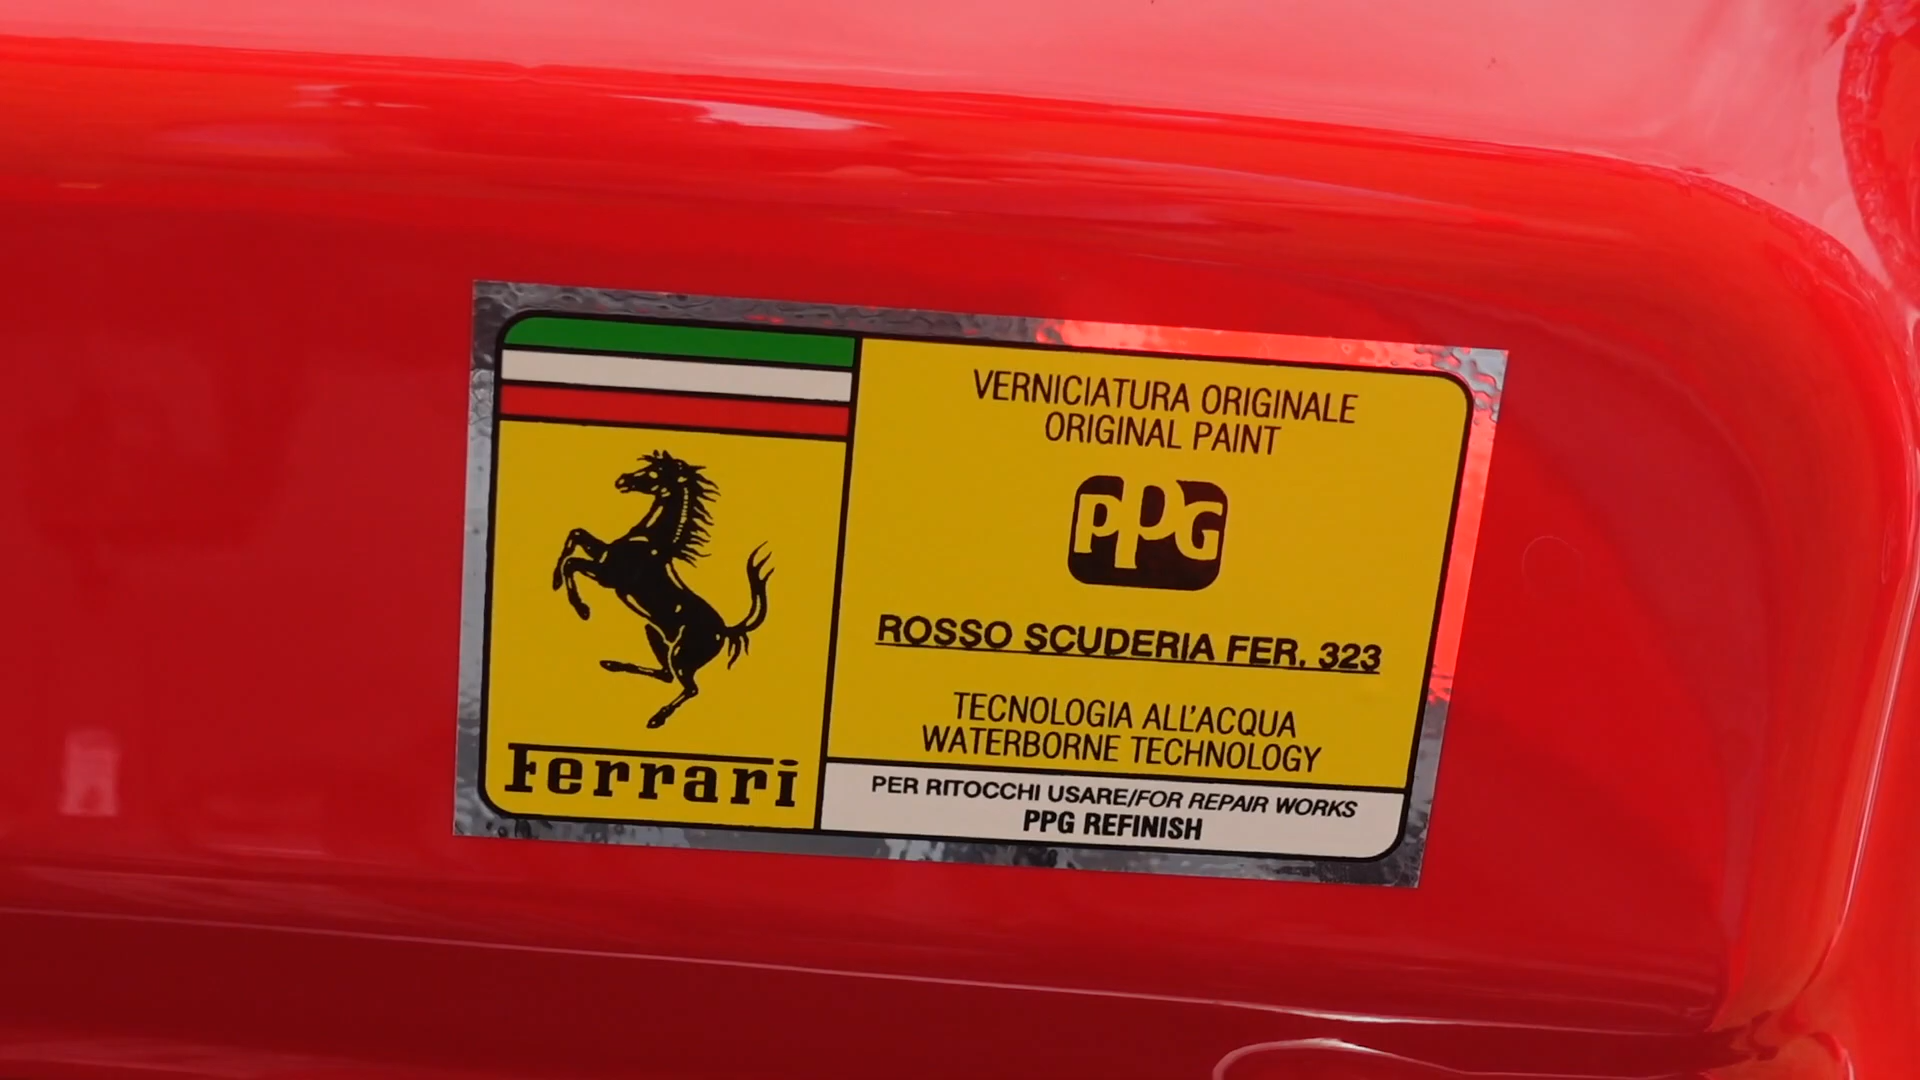 VERNICIATURA ORIGINALE
ORIGINAL PAINT
PPG
ROSSO SCUDERIA FER. 323
TECNOLOGIA ALL'ACQUA
WATERBORNE TECHNOLOGY
Ferrari
PER RITOCCHI USARE/FOR REPAIR WORKS
PPG REFINISH